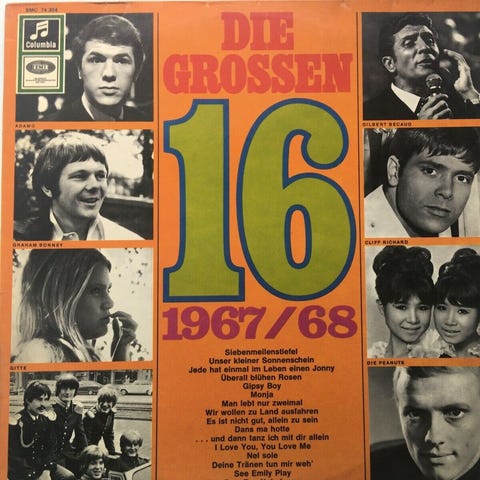 SMC 74 354
Columbia
EMI
DIE
GROSSEN
16
1967/68
ADAMO
GRAHAM BONNEY
GITTE
GILBERT BECAUD
CLIFF RICHARD
DIE PEANUTS
Siebenmeilenstiefel
Unser kleiner Sonnenschein
Jede hat einmal im Leben einen Jonny
Überall blühen Rosen
Gipsy Boy
Monja
Man lebt nur zweimal
Wir wollen zu Land ausfahren
Es ist nicht gut, allein zu sein
Dans ma hotte
. . . und dann tanz ich mit dir allein
I Love You, You Love Me
Nel sole
Deine Tränen tun mir weh'
See Emily Play